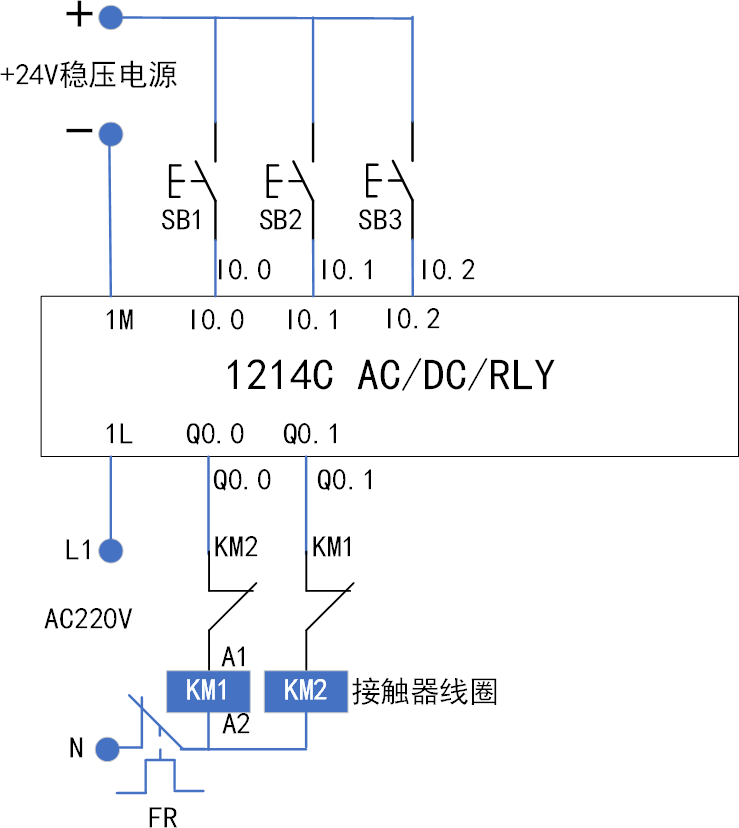 +
+24V稳压电源
−
SB1 SB2 SB3
I0.0 I0.1 I0.2
1M I0.0 I0.1 I0.2
1214C AC/DC/RLY
1L Q0.0 Q0.1
Q0.0 Q0.1
L1 KM2 KM1
AC220V
A1
KM1 KM2 接触器线圈
A2
N
FR